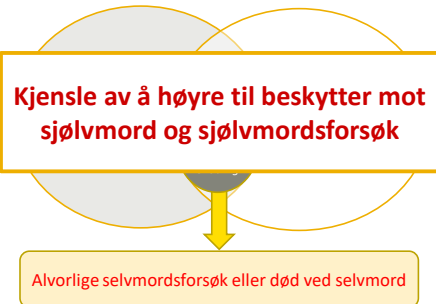 Kjensle av å høyre til beskytter mot
sjølvmord og sjølvmordsforsøk
Alvorlige selvmordsforsøk eller død ved selvmord